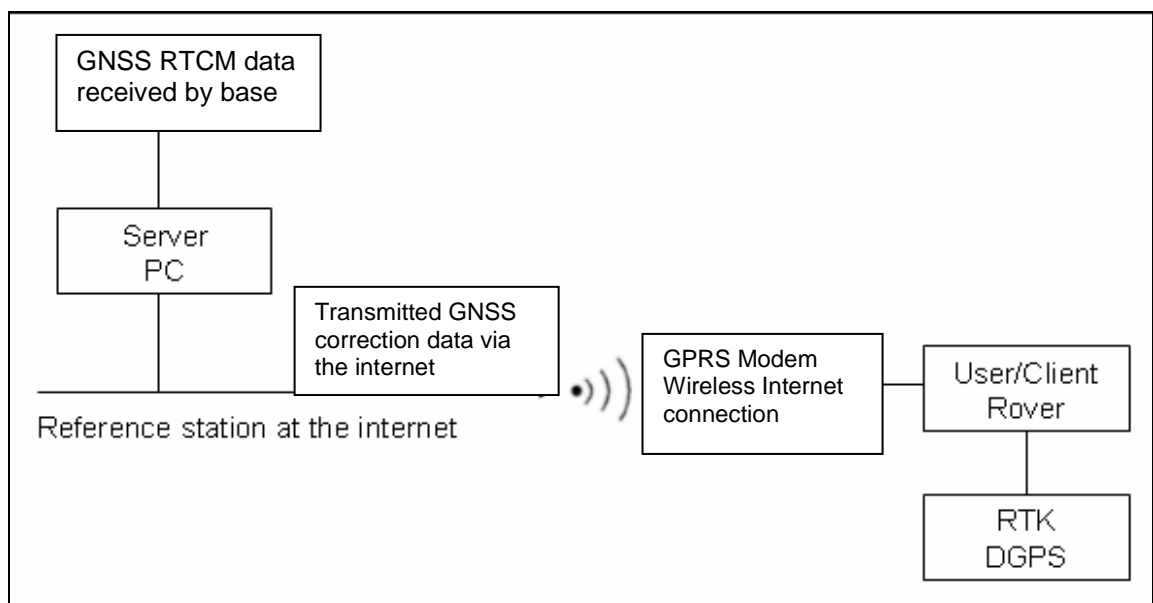 GNSS RTCM data
received by base
Server
PC
Transmitted GNSS
correction data via
the internet
Reference station at the internet
GPRS Modem
Wireless Internet
connection
User/Client
Rover
RTK
DGPS